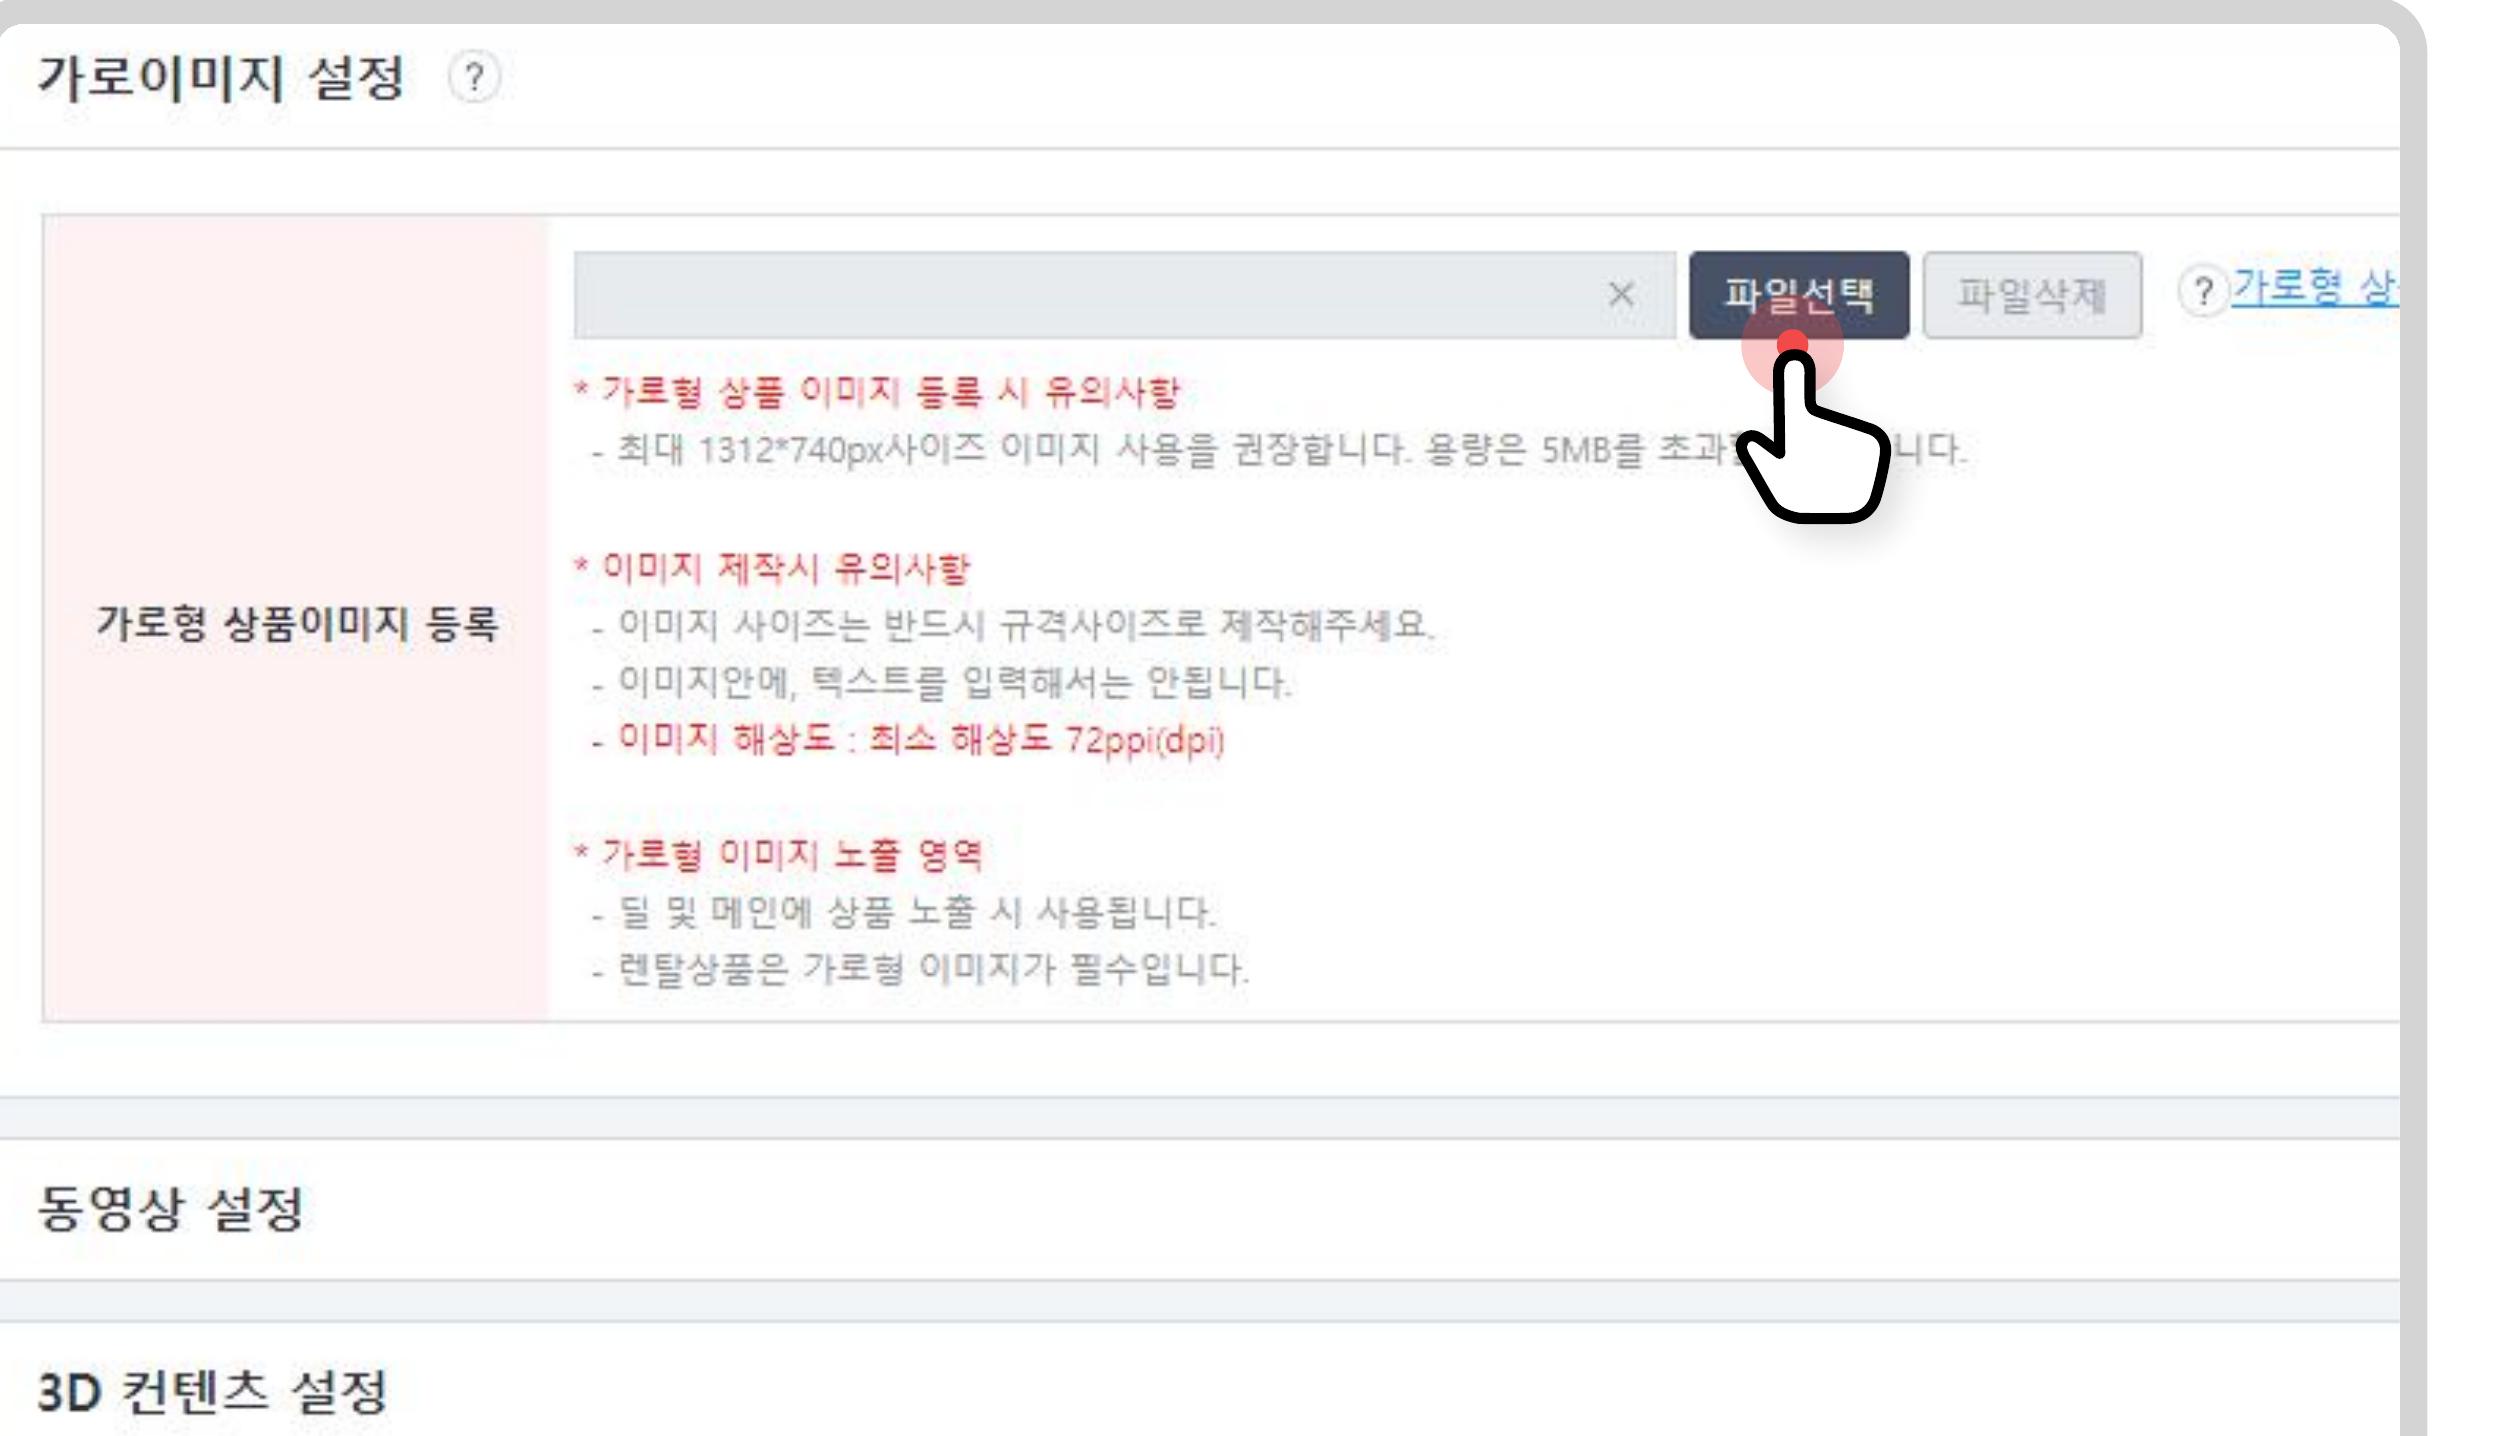 가로이미지 설정 ?
× 파일선택 파일삭제 ? 가로형 상
* 가로형 상품 이미지 등록 시 유의사항
- 최대 1312*740px사이즈 이미지 사용을 권장합니다. 용량은 5MB를 니다.
* 이미지 제작시 유의사항
가로형 상품이미지 등록
- 이미지 사이즈는 반드시 규격사이즈로 제작해주세요.
- 이미지안에, 텍스트를 입력해서는 안됩니다.
- 이미지 해상도 : 최소 해상도 72ppi(dpi)
* 가로형 이미지 노출 영역
- 딜 및 메인에 상품 노출 시 사용됩니다.
- 렌탈상품은 가로형 이미지가 필수입니다.
동영상 설정
3D 컨텐츠 설정